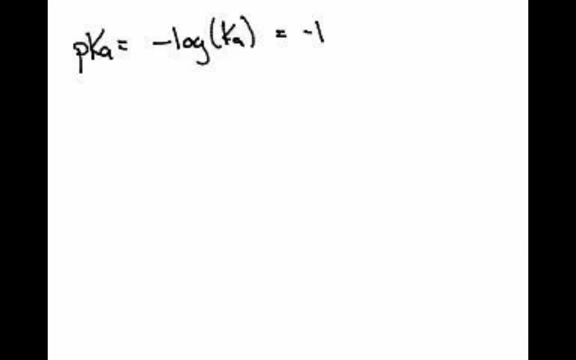 pKa = -log(Ka) = -1